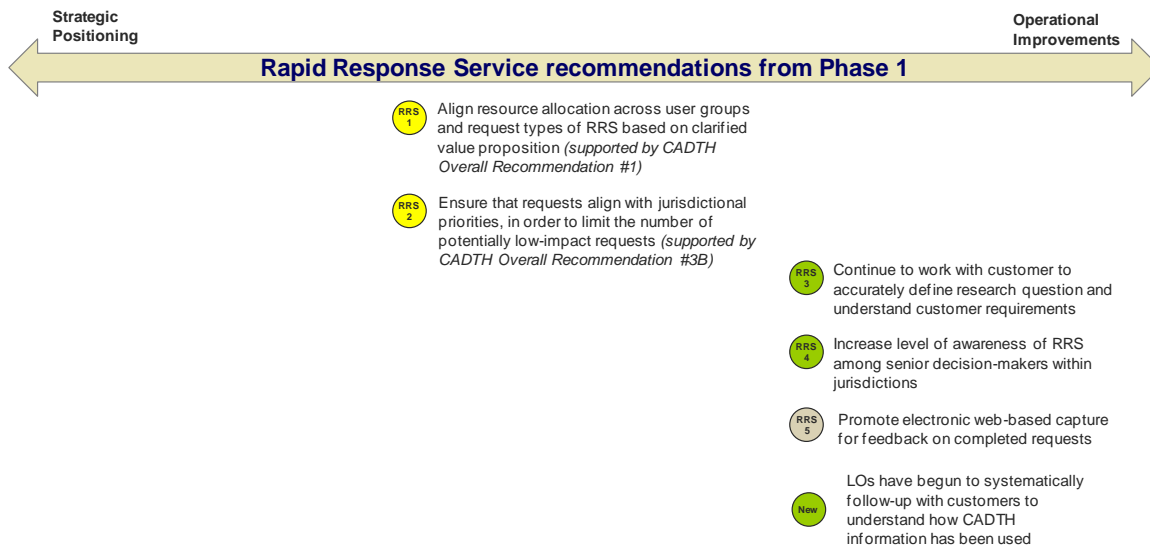 Strategic
Positioning
Operational
Improvements
Rapid Response Service recommendations from Phase 1
RRS
1
Align resource allocation across user groups
and request types of RRS based on clarified
value proposition (supported by CADTH
Overall Recommendation #1)
RRS
2
Ensure that requests align with jurisdictional
priorities, in order to limit the number of
potentially low-impact requests (supported by
CADTH Overall Recommendation #3B)
RRS
3
Continue to work with customer to
accurately define research question and
understand customer requirements
RRS
4
Increase level of awareness of RRS
among senior decision-makers within
jurisdictions
RRS
5
Promote electronic web-based capture
for feedback on completed requests
New
LOs have begun to systematically
follow-up with customers to
understand how CADTH
information has been used